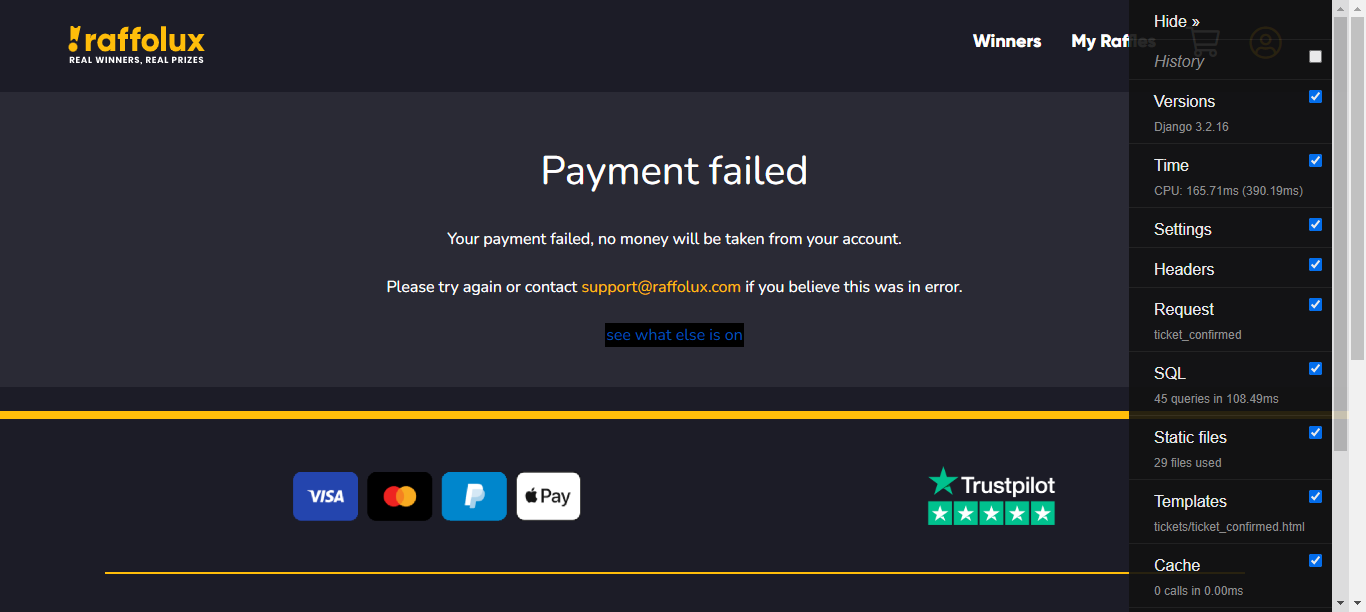 raffolux
REAL WINNERS, REAL PRIZES
Winners
My Raffles
Payment failed
Your payment failed, no money will be taken from your account.
Please try again or contact support@raffolux.com if you believe this was in error.
see what else is on
VISA
Pay
Trustpilot
Hide »
History
Versions
Django 3.2.16
Time
CPU: 165.71ms (390.19ms)
Settings
Headers
Request
ticket_confirmed
SQL
45 queries in 108.49ms
Static files
29 files used
Templates
tickets/ticket_confirmed.html
Cache
0 calls in 0.00ms